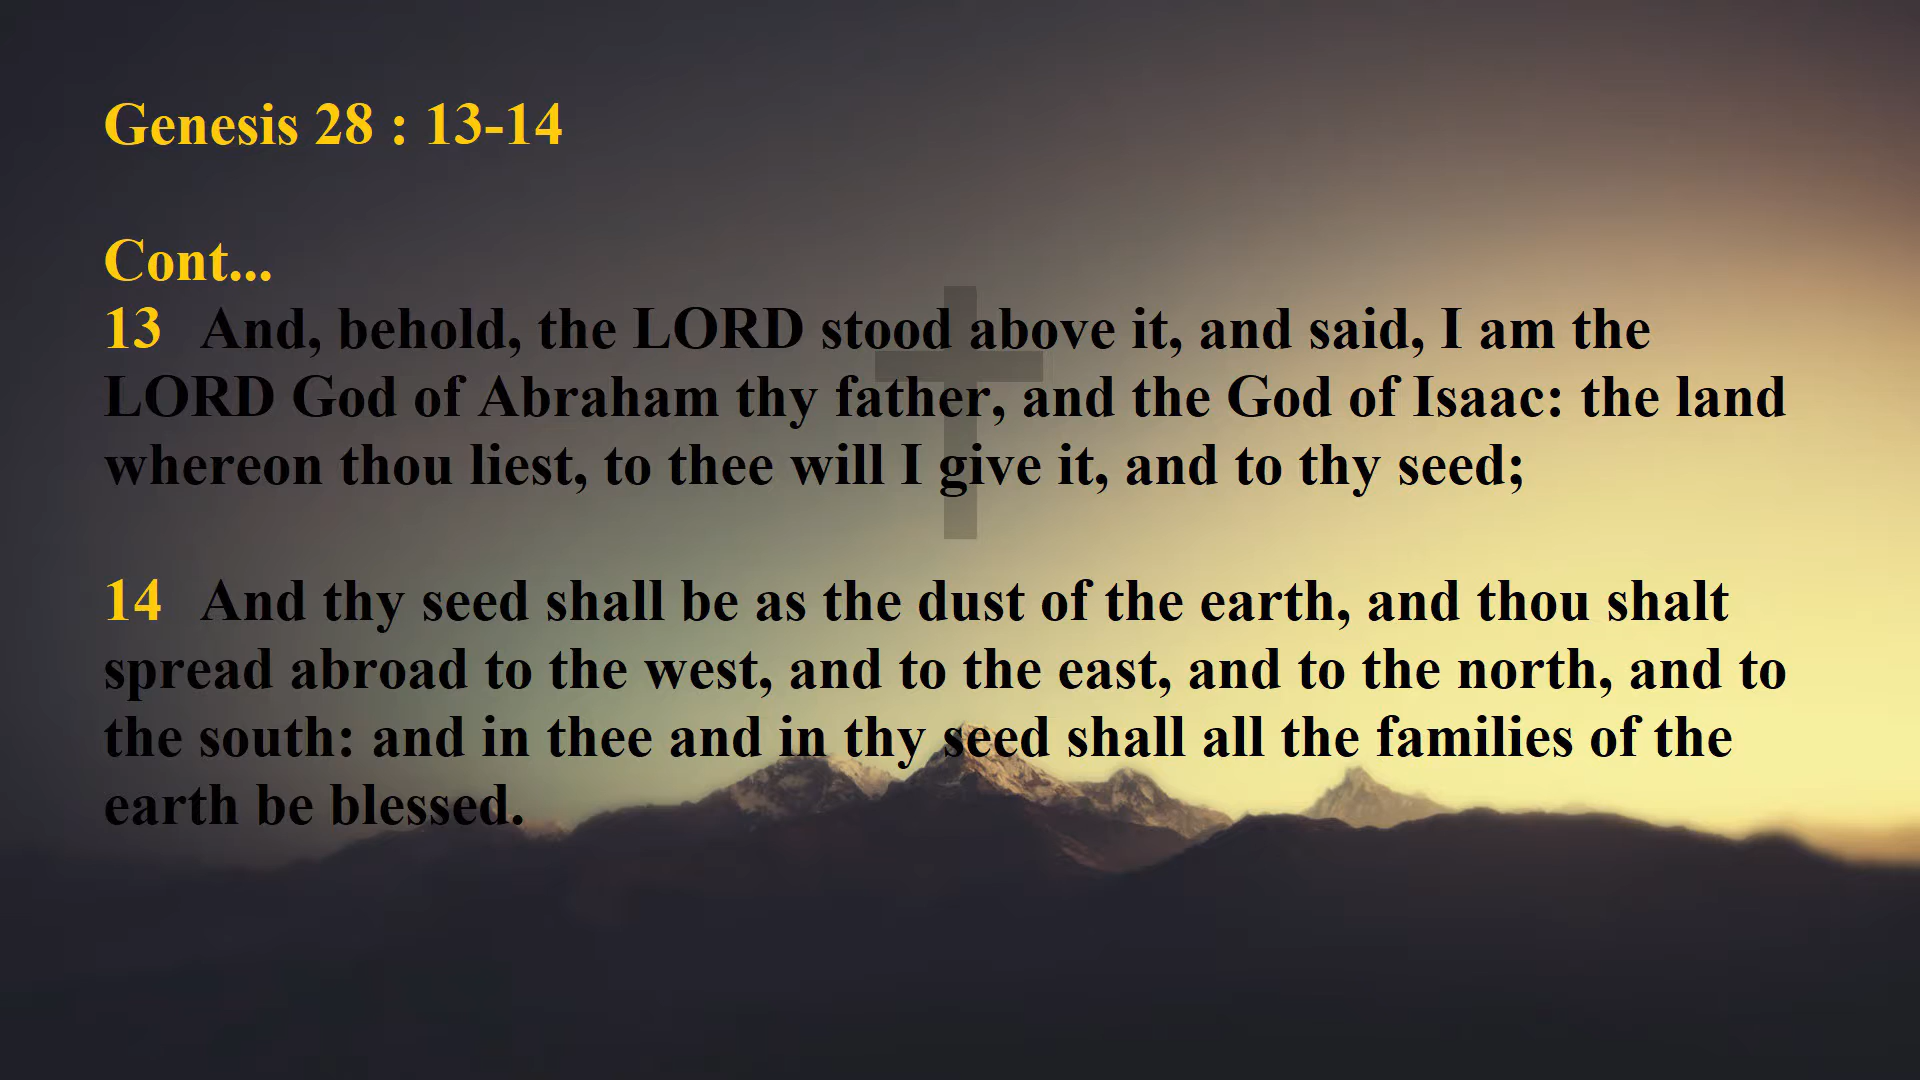 Genesis 28 : 13-14
Cont...
13 And, behold, the LORD stood above it, and said, I am the
LORD God of Abraham thy father, and the God of Isaac: the land
whereon thou liest, to thee will I give it, and to thy seed;
14 And thy seed shall be as the dust of the earth, and thou shalt
spread abroad to the west, and to the east, and to the north, and to
the south: and in thee and in thy seed shall all the families of the
earth be blessed.